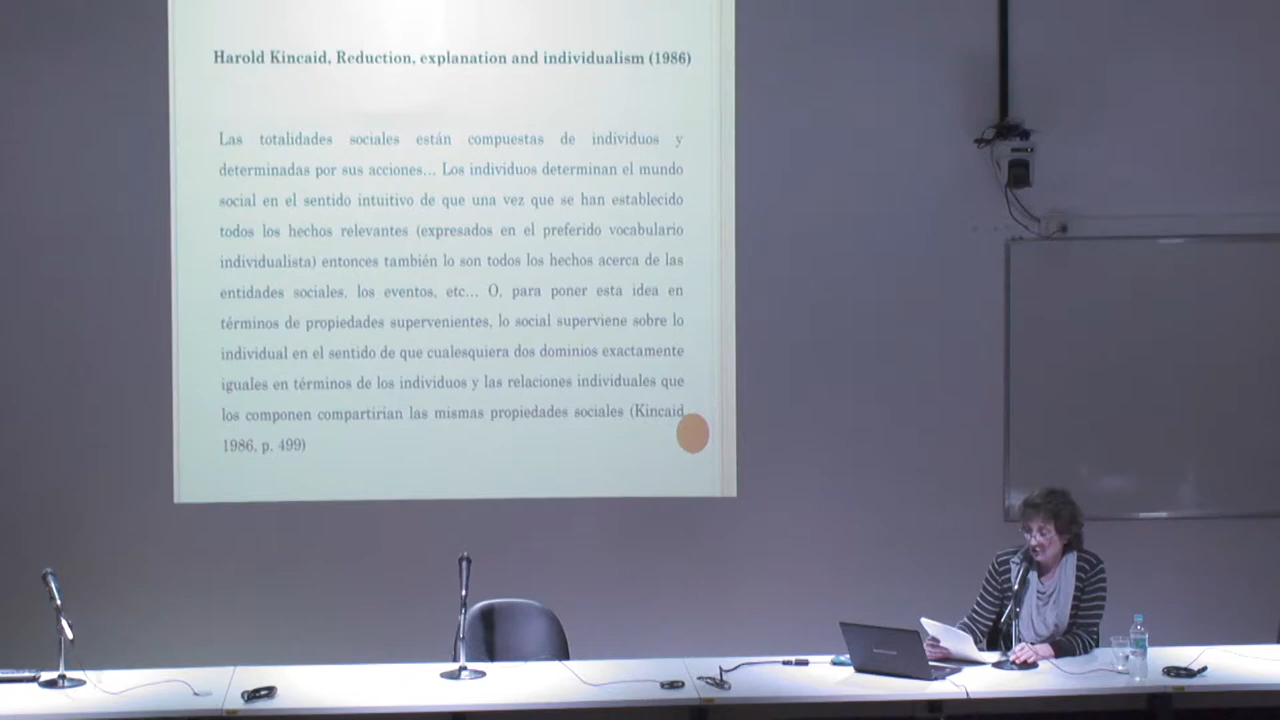 Harold Kincaid, Reduction, explanation and individualism (1986)
Las totalidades sociales están compuestas de individuos y
determinadas por sus acciones... Los individuos determinan el mundo
social en el sentido intuitivo de que una vez que se han establecido
todos los hechos relevantes (expresados en el preferido vocabulario
individualista) entonces también lo son todos los hechos acerca de las
entidades sociales, los eventos, etc... O, para poner esta idea en
términos de propiedades supervenientes, lo social superviene sobre lo
individual en el sentido de que cualesquiera dos dominios exactamente
iguales en términos de los individuos y las relaciones individuales que
los componen compartirian las mismas propiedades sociales (Kincaid
1986, p. 499)